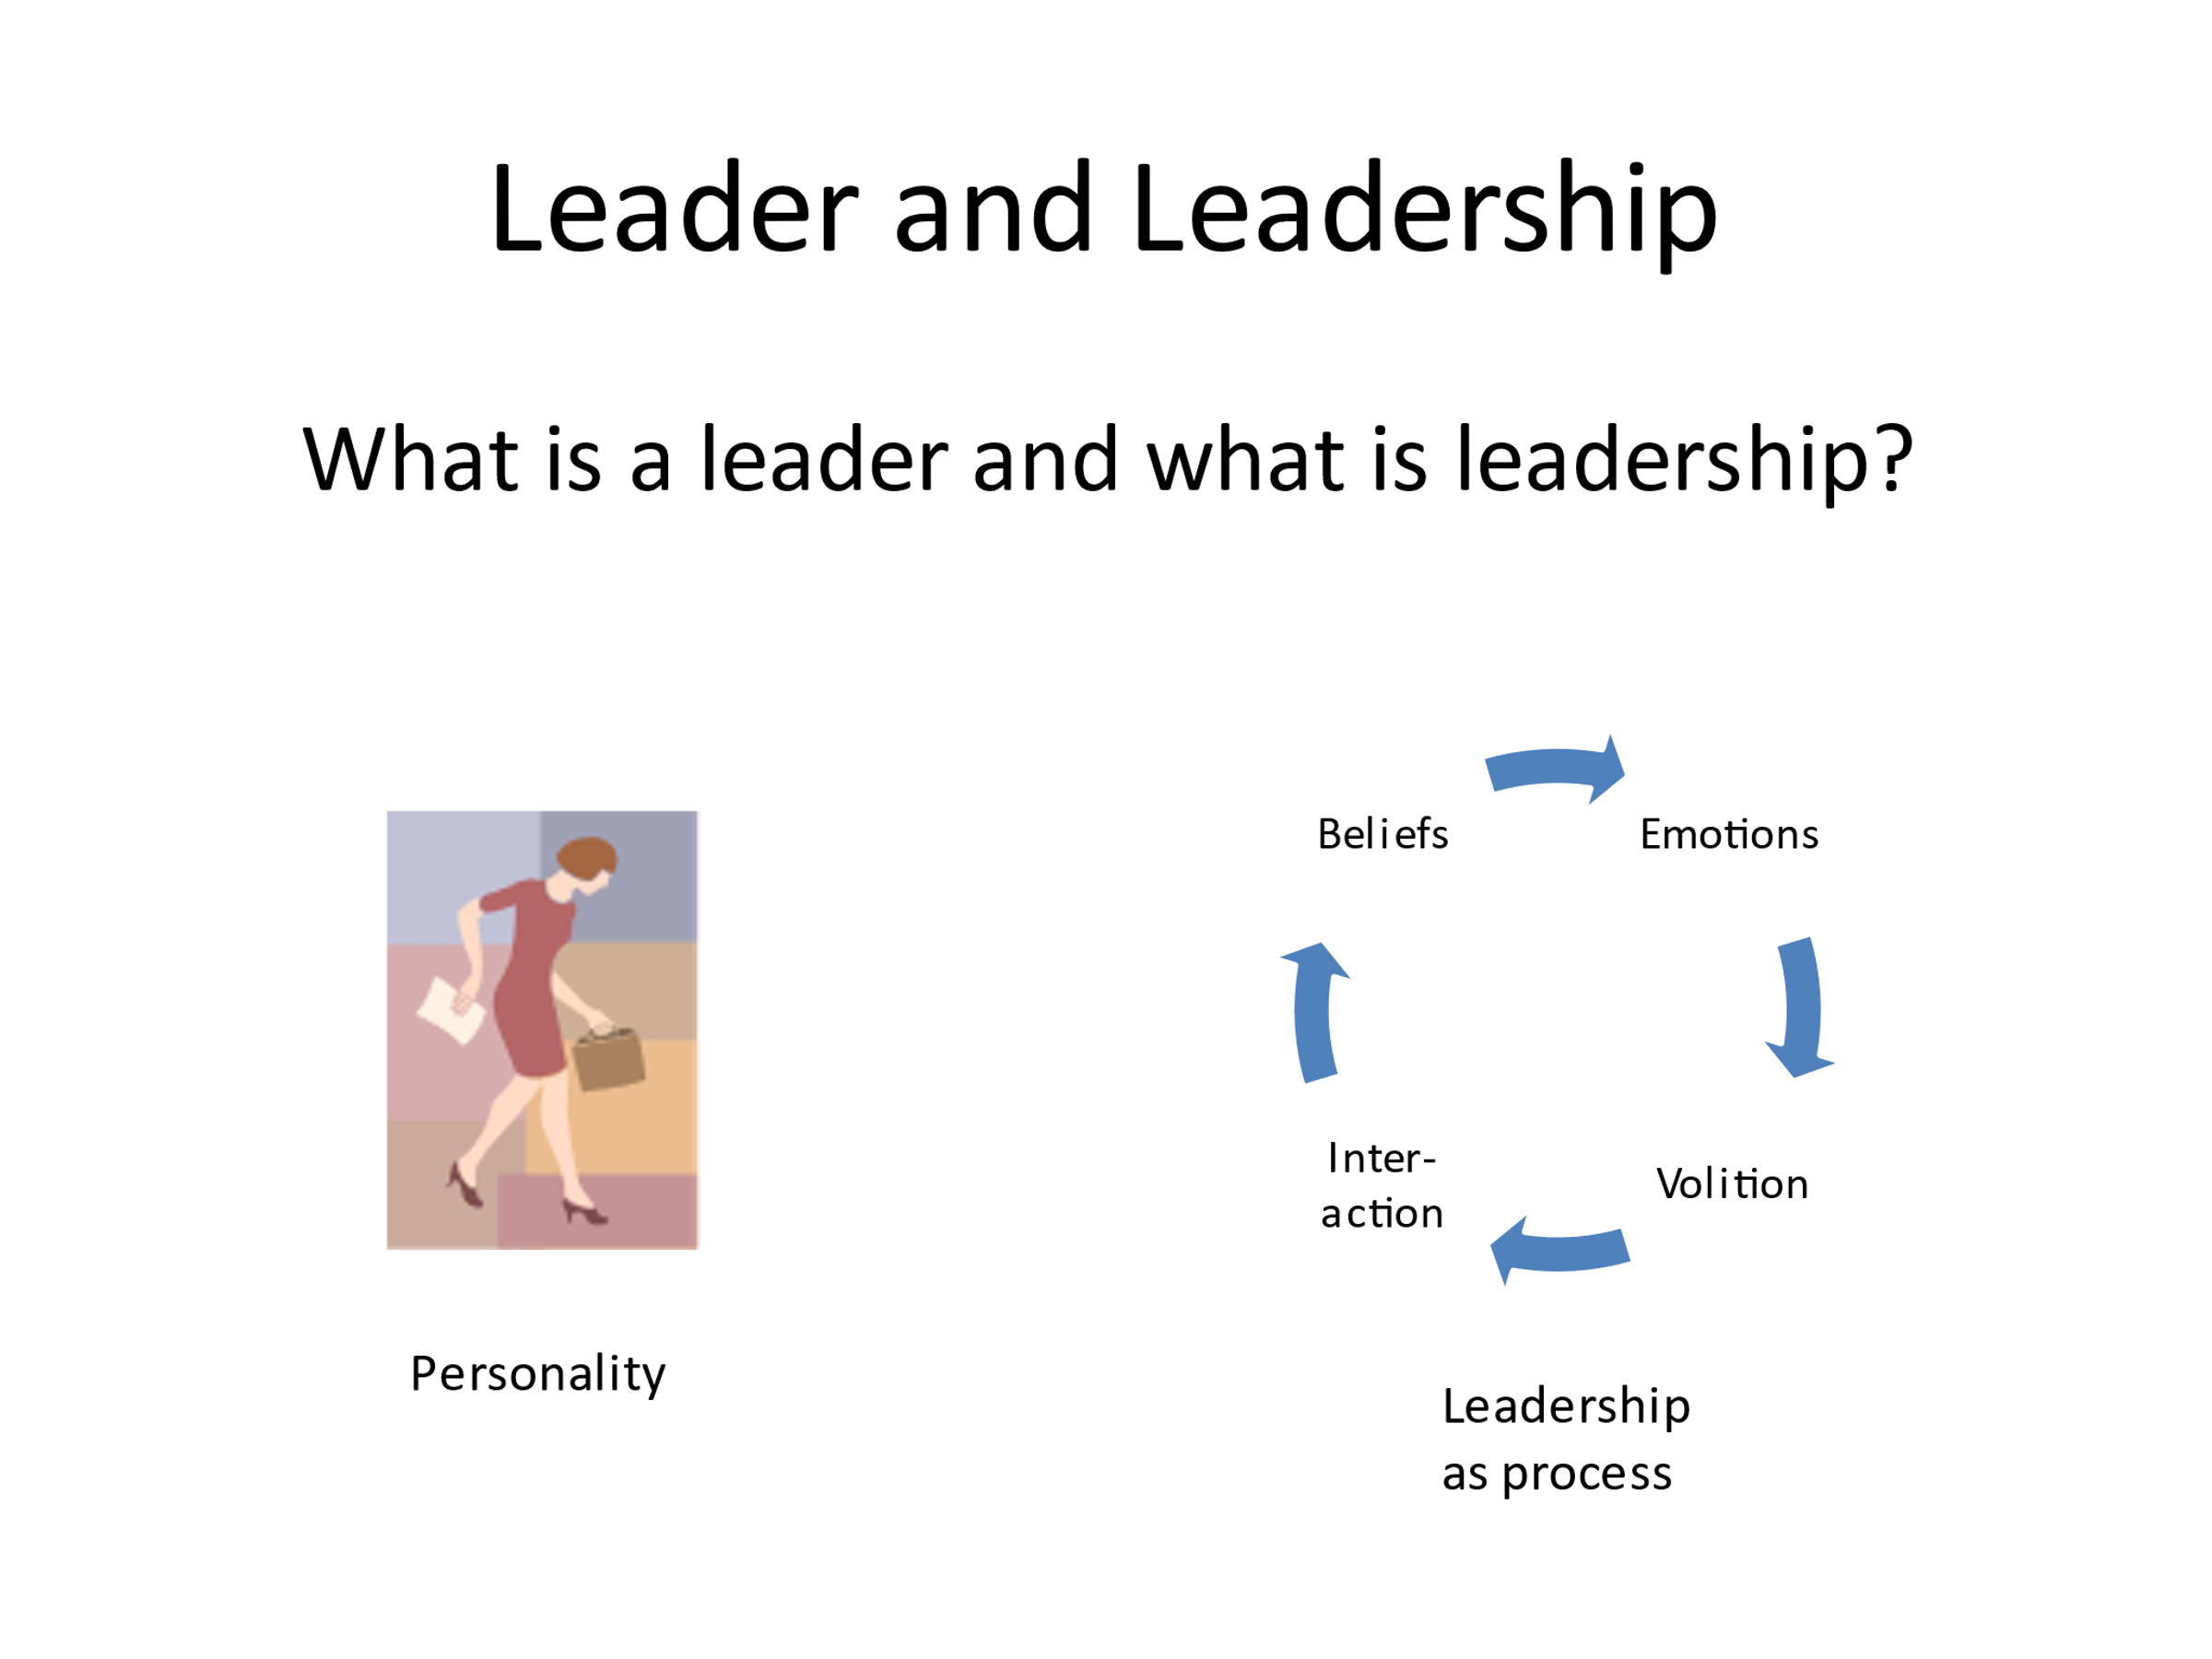 Leader and Leadership
What is a leader and what is leadership?
Beliefs
Emotions
Inter-
action
Volition
Personality
Leadership
as process